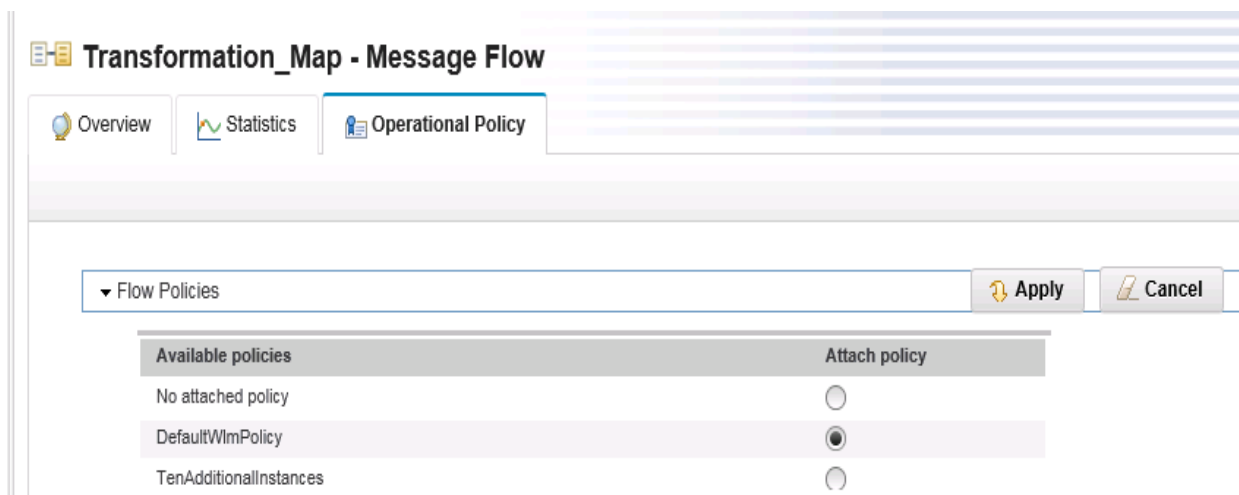 Transformation_Map - Message Flow
Overview Statistics Operational Policy
Flow Policies Apply Cancel
Available policies Attach policy
No attached policy
DefaultWlmPolicy
TenAdditionalInstances